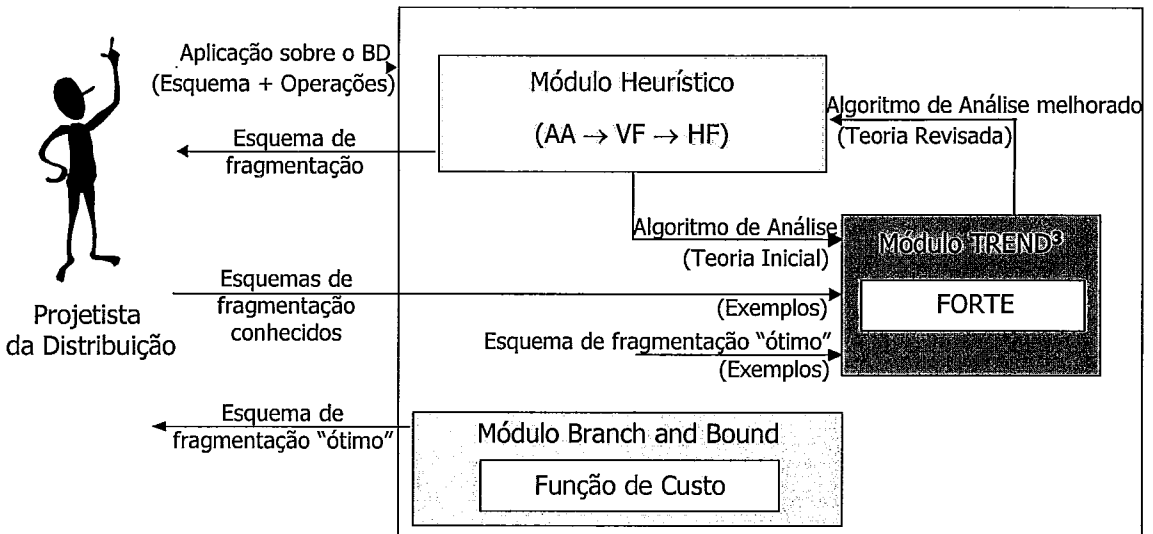 Aplicação sobre o BD
(Esquema + Operações)
Módulo Heurístico
(AA → VF → HF)
Algoritmo de Análise melhorado
(Teoria Revisada)
Esquema de
fragmentação
Algoritmo de Análise
(Teoria Inicial)
Módulo TREND³
FORTE
Esquemas de
fragmentação
conhecidos
(Exemplos)
Projetista
da Distribuição
Esquema de fragmentação “ótimo”
(Exemplos)
Esquema de
fragmentação “ótimo”
Módulo Branch and Bound
Função de Custo